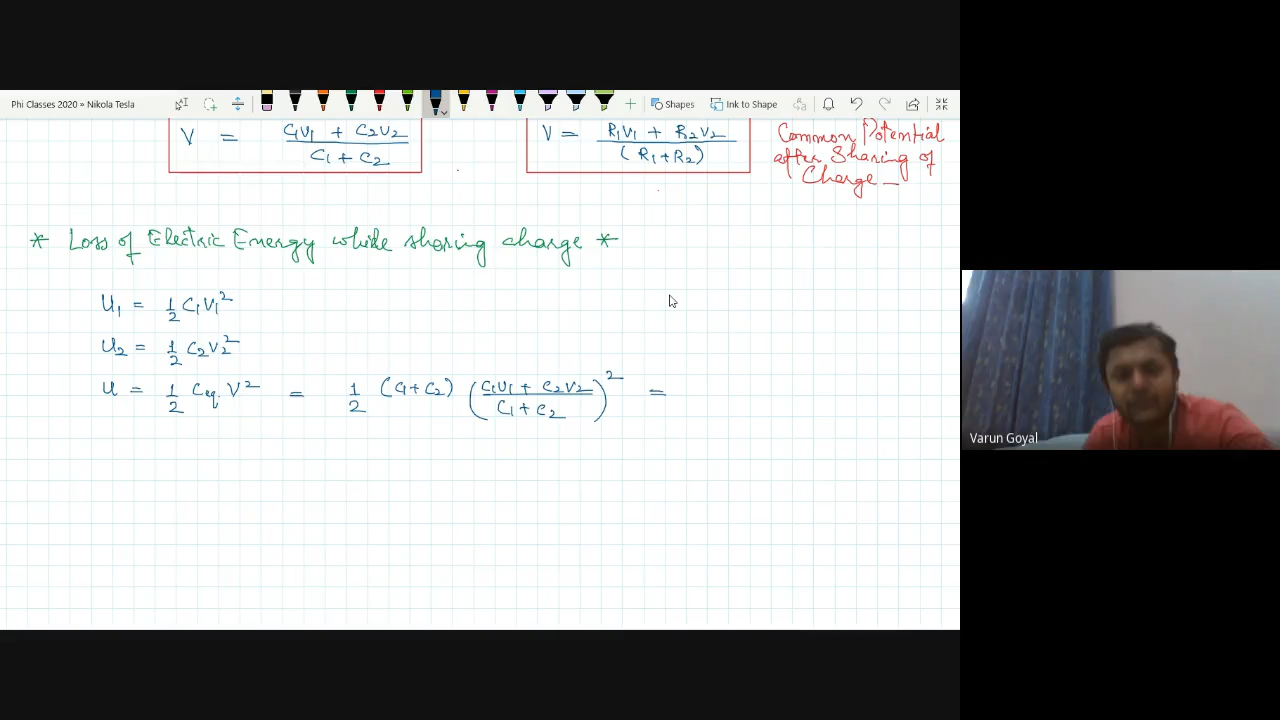 Phi Classes 2020 » Nikola Tesla
Shapes
Ink to Shape
V = C1V1 + C2V2 / C1 + C2
V = R1V1 + R2V2 / (R1+R2)
Common Potential
after Sharing of
Charge _
* Loss of Electric Energy while sharing charge *
U1 = 1/2 C1V1²
U2 = 1/2 C2V2²
U = 1/2 Ceq. V² = 1/2 (C1+C2) (C1V1 + C2V2 / C1 + C2)² =
Varun Goyal